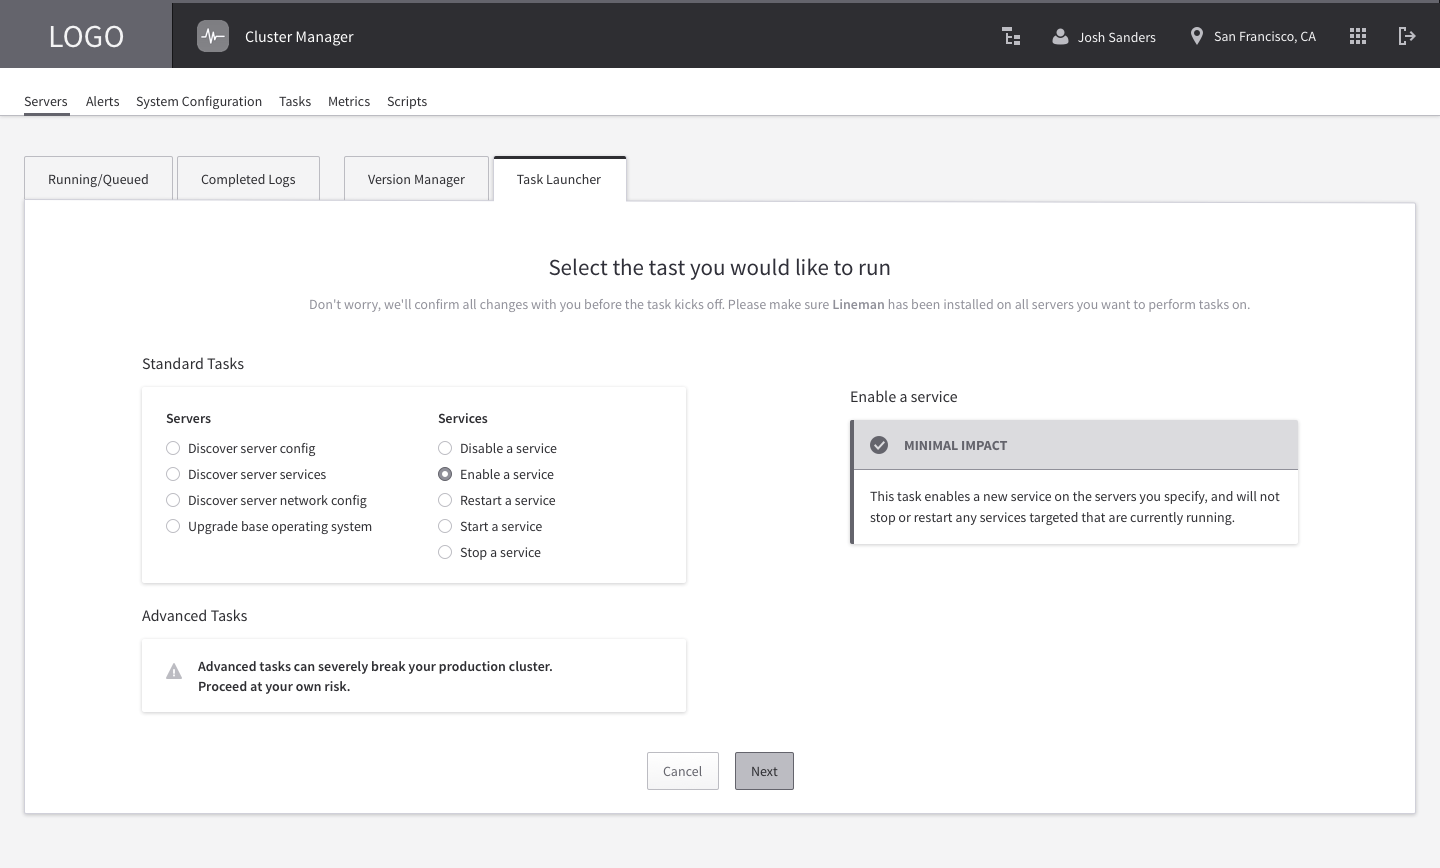 LOGO
Cluster Manager
Josh Sanders
San Francisco, CA
Servers
Alerts
System Configuration
Tasks
Metrics
Scripts
Running/Queued
Completed Logs
Version Manager
Task Launcher
Select the tast you would like to run
Don't worry, we'll confirm all changes with you before the task kicks off. Please make sure Lineman has been installed on all servers you want to perform tasks on.
Standard Tasks
Servers
Discover server config
Discover server services
Discover server network config
Upgrade base operating system
Services
Disable a service
Enable a service
Restart a service
Start a service
Stop a service
Enable a service
MINIMAL IMPACT
This task enables a new service on the servers you specify, and will not
stop or restart any services targeted that are currently running.
Advanced Tasks
Advanced tasks can severely break your production cluster.
Proceed at your own risk.
Cancel
Next